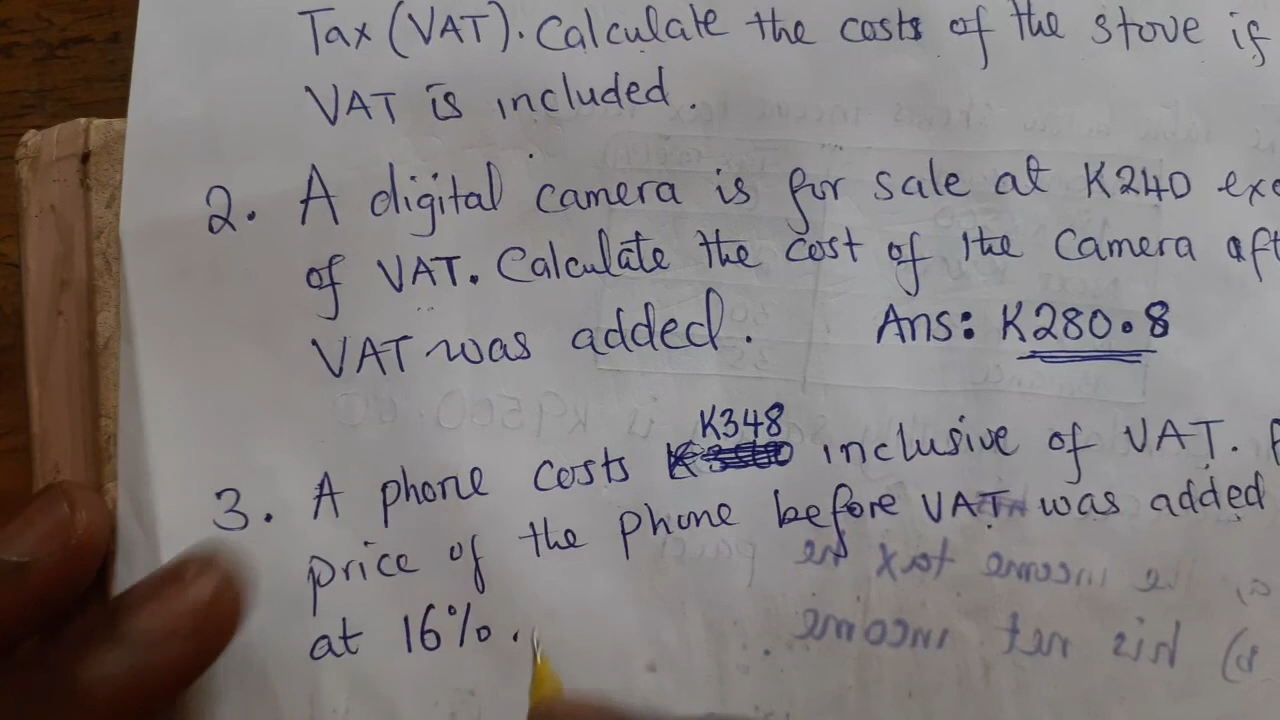 Tax (VAT). Calculate the costs of the stove if
VAT is included.
2. A digital camera is for sale at K240
of VAT. Calculate the cost of the Camera
VAT was added. Ans: K280.8
K348
3. A phone costs inclusive of VAT.
price of the phone before VAT was added
at 16%.